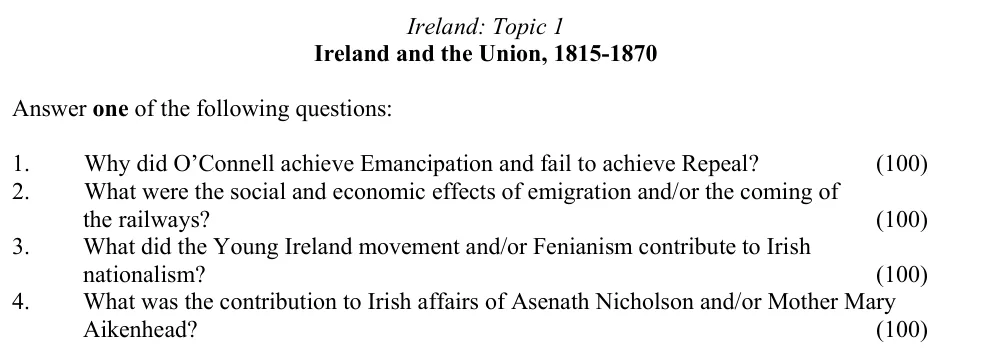 Ireland: Topic 1
Ireland and the Union, 1815-1870
Answer one of the following questions:
1. Why did O’Connell achieve Emancipation and fail to achieve Repeal? (100)
2. What were the social and economic effects of emigration and/or the coming of
the railways? (100)
3. What did the Young Ireland movement and/or Fenianism contribute to Irish
nationalism? (100)
4. What was the contribution to Irish affairs of Asenath Nicholson and/or Mother Mary
Aikenhead? (100)